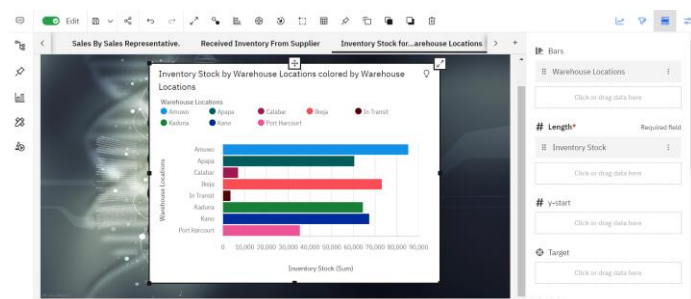 Edit
Sales By Sales Representative.
Received Inventory From Supplier
Inventory Stock for...arehouse Locations
+
Inventory Stock by Warehouse Locations colored by Warehouse
Locations
Warehouse Locations
Amuwo
Apapa
Calabar
Ikeja
In Transit
Kaduna
Kano
Port Harcourt
Warehouse Locations
Amuwo
Apapa
Calabar
Ikeja
In Transit
Kaduna
Kano
Port Harcourt
0 10,000 20,000 30,000 40,000 50,000 60,000 70,000 80,000 90,000
Inventory Stock (Sum)
Bars
Warehouse Locations
Click or drag data here
# Length*
Required field
Inventory Stock
Click or drag data here
# y-start
Click or drag data here
Target
Click or drag data here